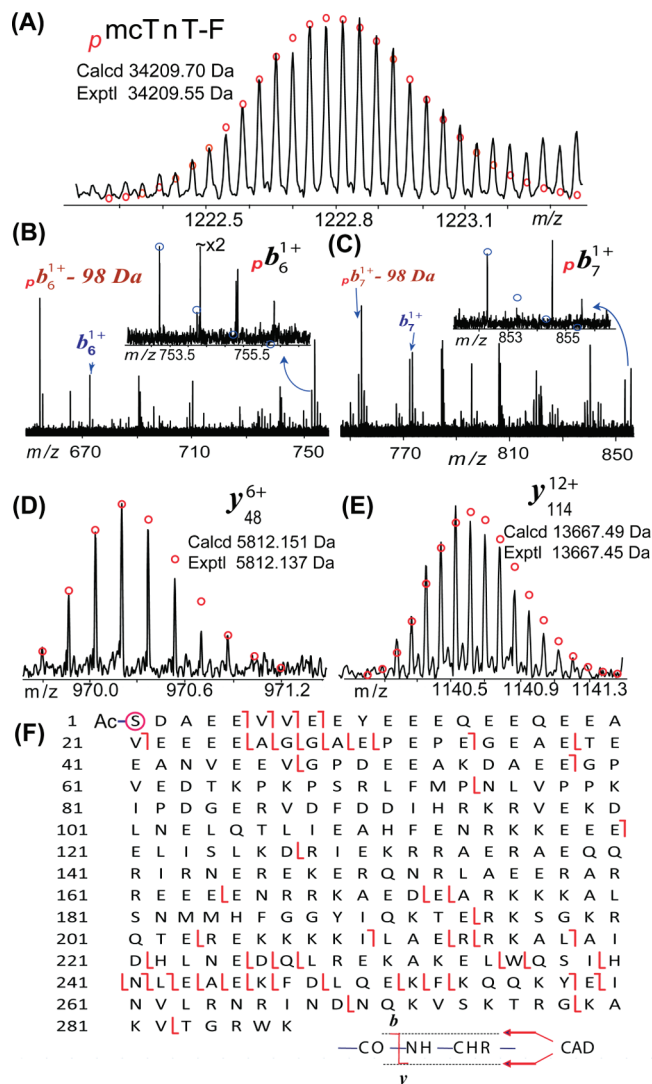 (A)
p mcTnT-F
Calcd 34209.70 Da
Exptl 34209.55 Da
1222.5 1222.8 1223.1 m/z
(B)
pb6 1+ - 98 Da
~x2
p b6 1+
b6 1+
m/z 753.5 755.5
m/z 670 710 750
(C)
p b7 1+
pb7 1+ - 98 Da
b7 1+
m/z 853 855
770 810 850
m/z
(D)
y48 6+
Calcd 5812.151 Da
Exptl 5812.137 Da
m/z 970.0 970.6 971.2
(E)
y114 12+
Calcd 13667.49 Da
Exptl 13667.45 Da
m/z 1140.5 1140.9 1141.3
(F)
1 Ac-S D A E E V V E E Y E E E Q E E Q E E A
21 V E E E E A G G A E P E P E G E A E T E
41 E A N V E E V G P D E E A K D A E E G P
61 V E D T K P K P S R L F M P N L V P P K
81 I P D G E R V D F D D I H R K R V E K D
101 L N E L Q T L I E A H F E N R K K E E E
121 E L I S L K D R I E K R R A E R A E Q Q
141 R I R N E R E K E R Q N R L A E E R A R
161 R E E E E N R R K A E D E A R K K K A L
181 S N M M H F G G Y I Q K T E R K S G K R
201 Q T E R E K K K K I L A E R R K A L A I
221 D H L N E D Q L R E K A K E L W Q S I H
241 N L E A E K F D L Q E K F K Q Q K Y E I
261 N V L R N R I N D N Q K V S K T R G K A
281 K V T G R W K
b
CO NH CHR CAD
y